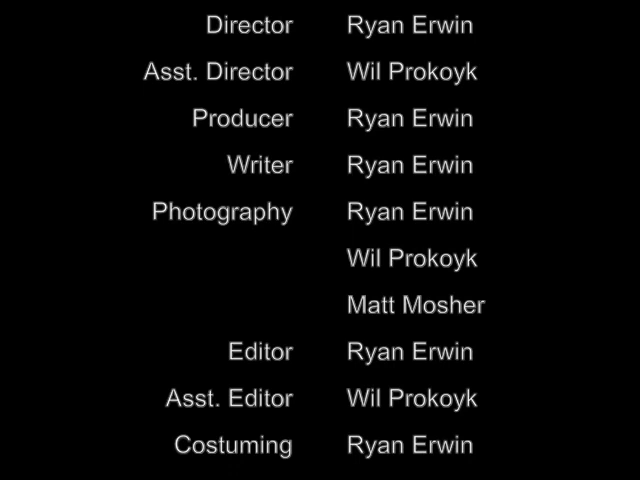 Director Ryan Erwin
Asst. Director Wil Prokoyk
Producer Ryan Erwin
Writer Ryan Erwin
Photography Ryan Erwin
Wil Prokoyk
Matt Mosher
Editor Ryan Erwin
Asst. Editor Wil Prokoyk
Costuming Ryan Erwin